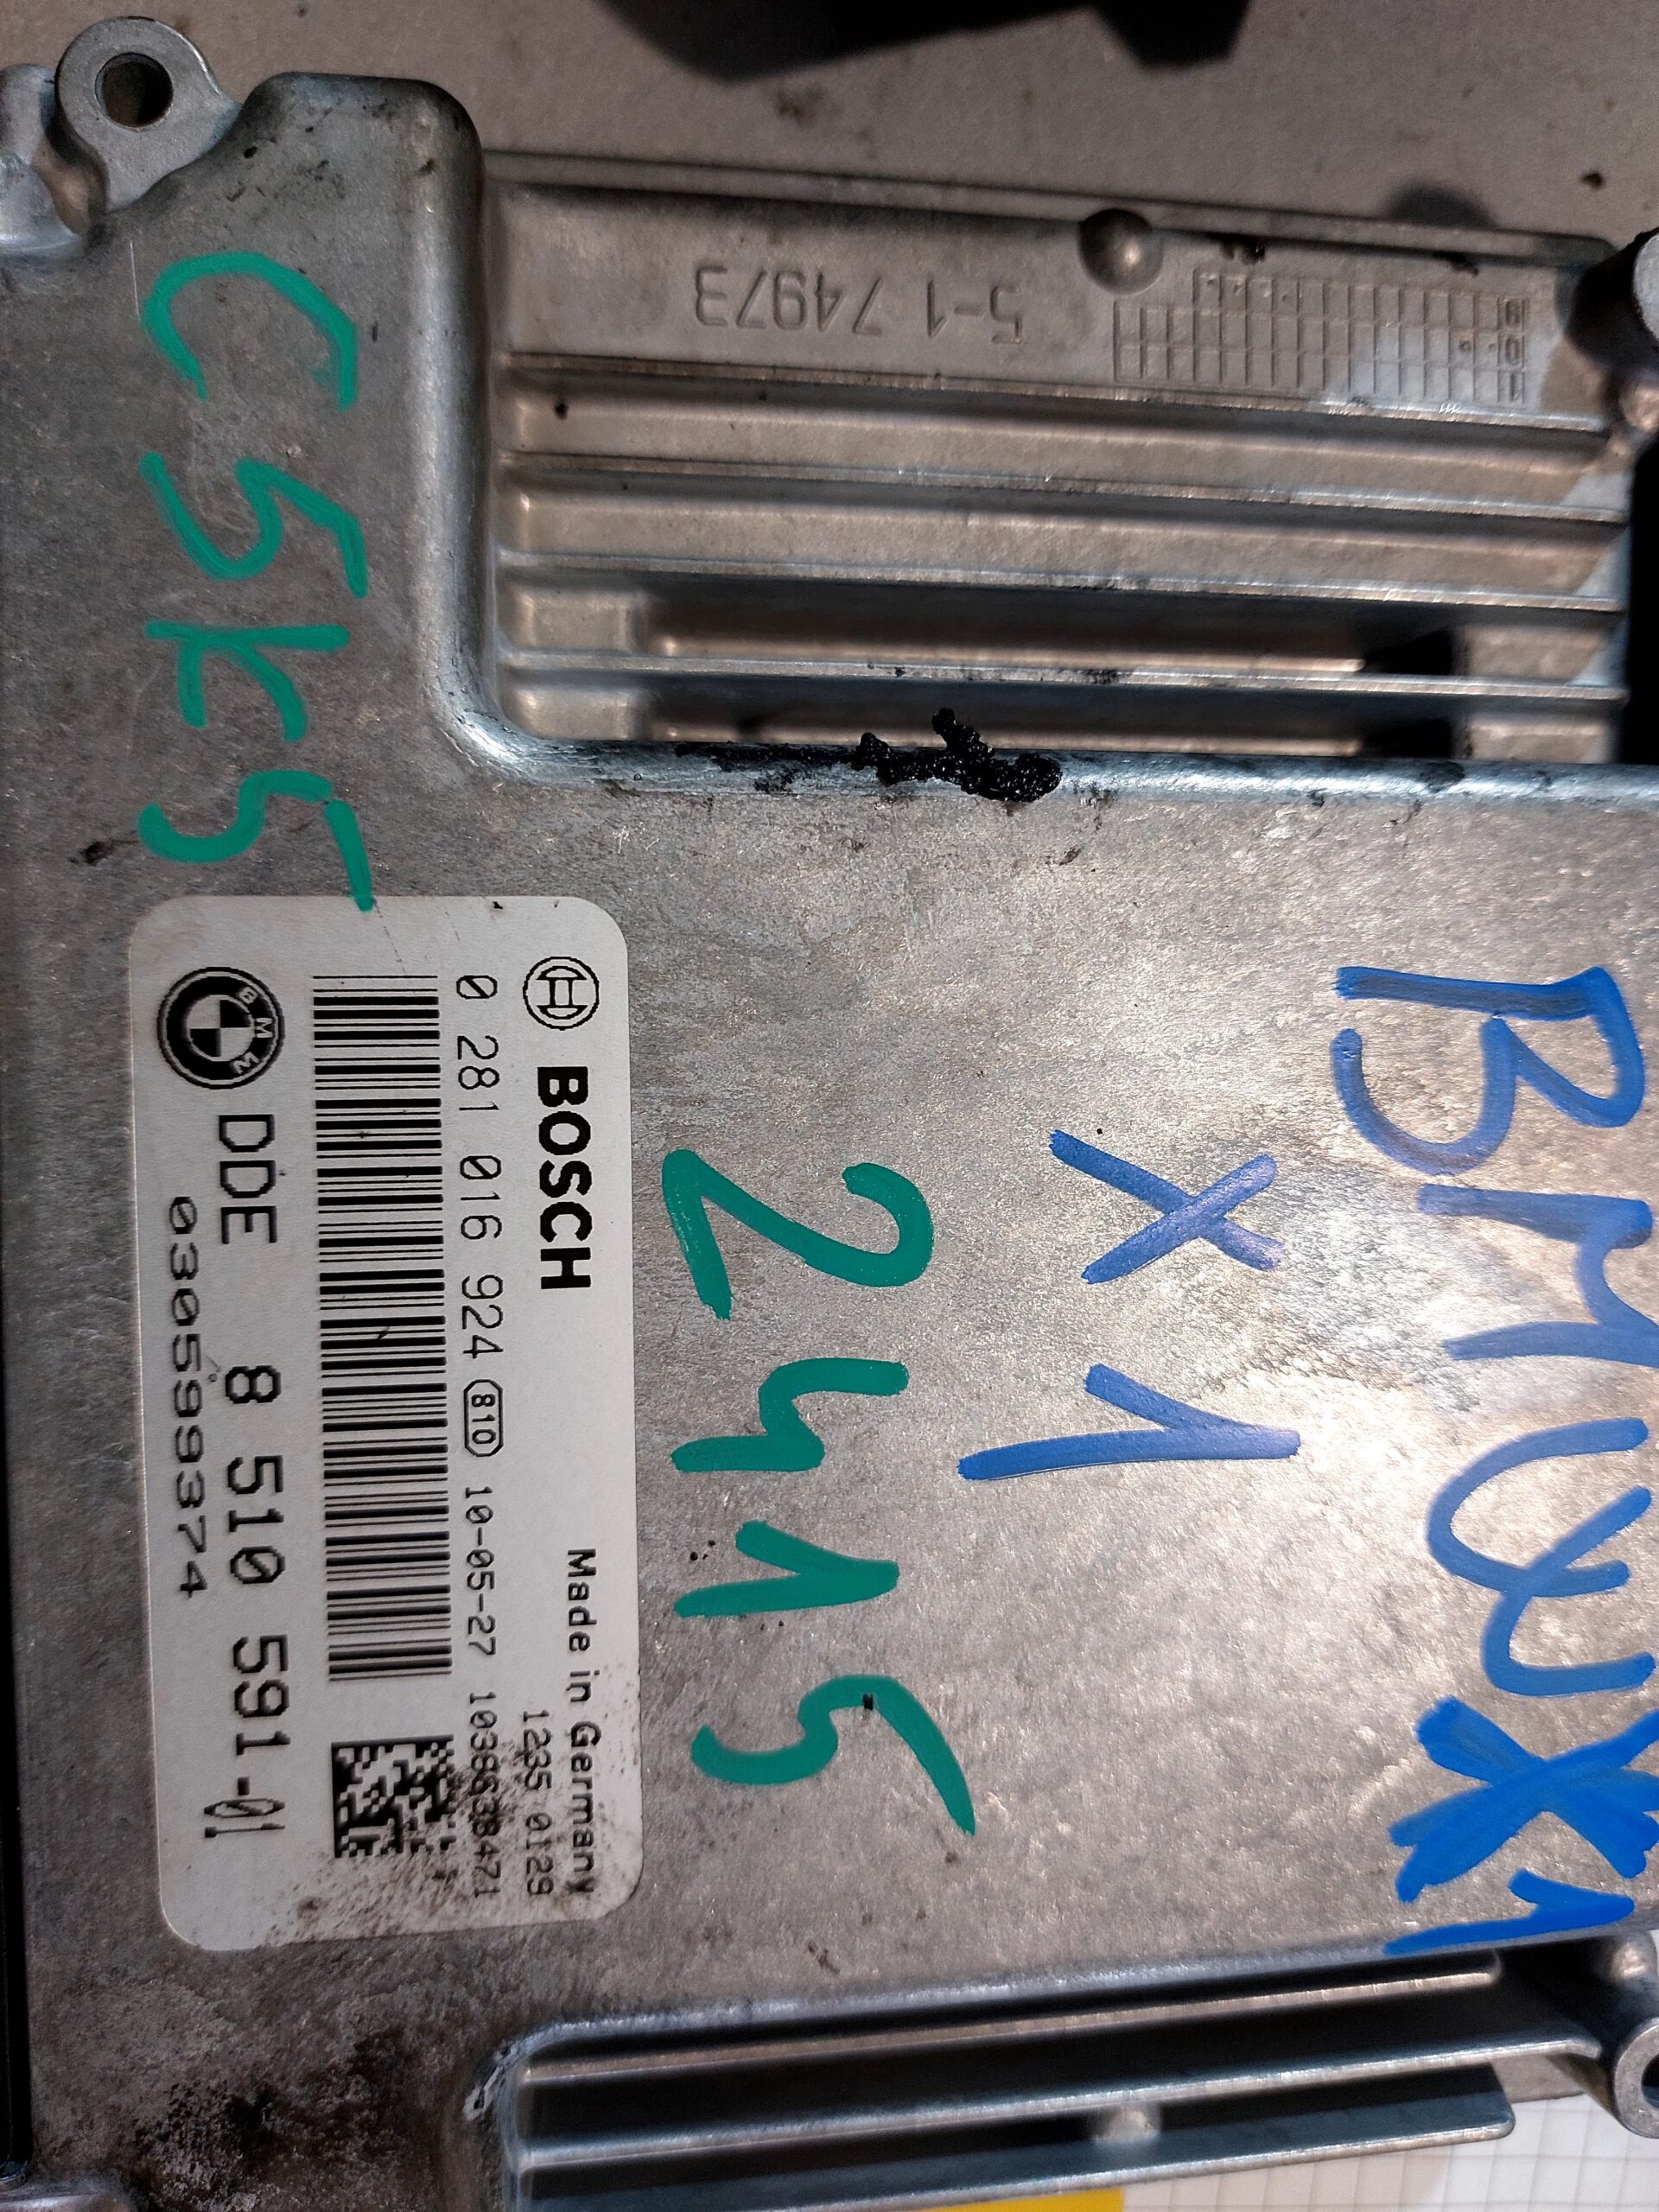 BMW X1
X1
2415
C5K5
BOSCH
Made in Germany
1235 0129
0 281 016 924 810 10-05-27 1038638471
BMW DDE 8 510 591 -01
030599374
5-1 74973